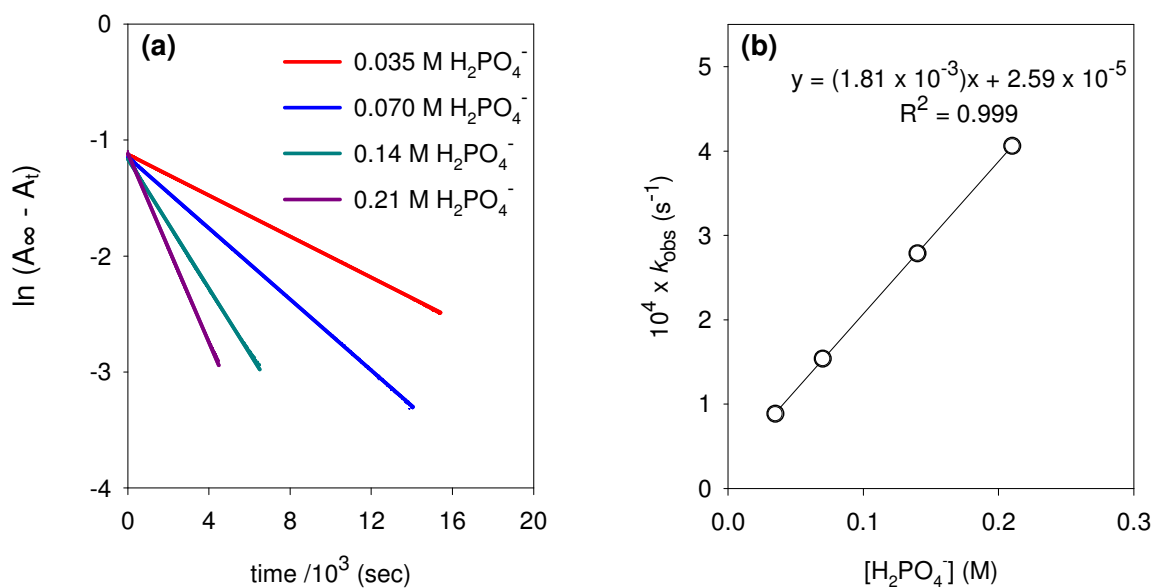 (a)
0.035 M H₂PO₄⁻
0.070 M H₂PO₄⁻
0.14 M H₂PO₄⁻
0.21 M H₂PO₄⁻
0
-1
-2
-3
-4
ln (A∞ - Aₜ)
0 4 8 12 16 20
time /10³ (sec)
(b)
y = (1.81 x 10⁻³)x + 2.59 x 10⁻⁵
R² = 0.999
5
4
3
2
1
0
10⁴ x k_obs (s⁻¹)
0.0 0.1 0.2 0.3
[H₂PO₄⁻] (M)